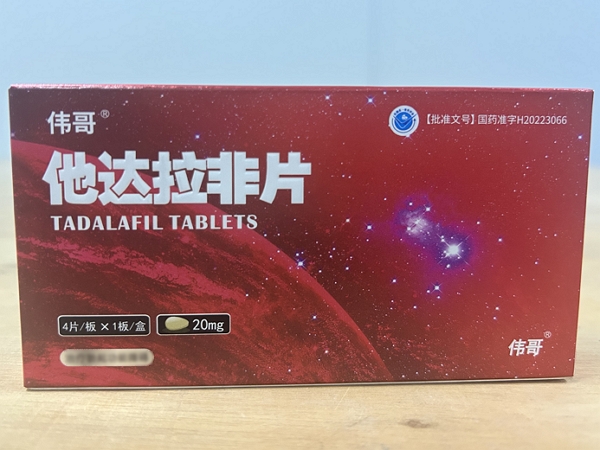 伟哥®
【批准文号】国药准字H20223066
他达拉非片
TADALAFIL TABLETS
4片/板×1板/盒
20mg
伟哥®